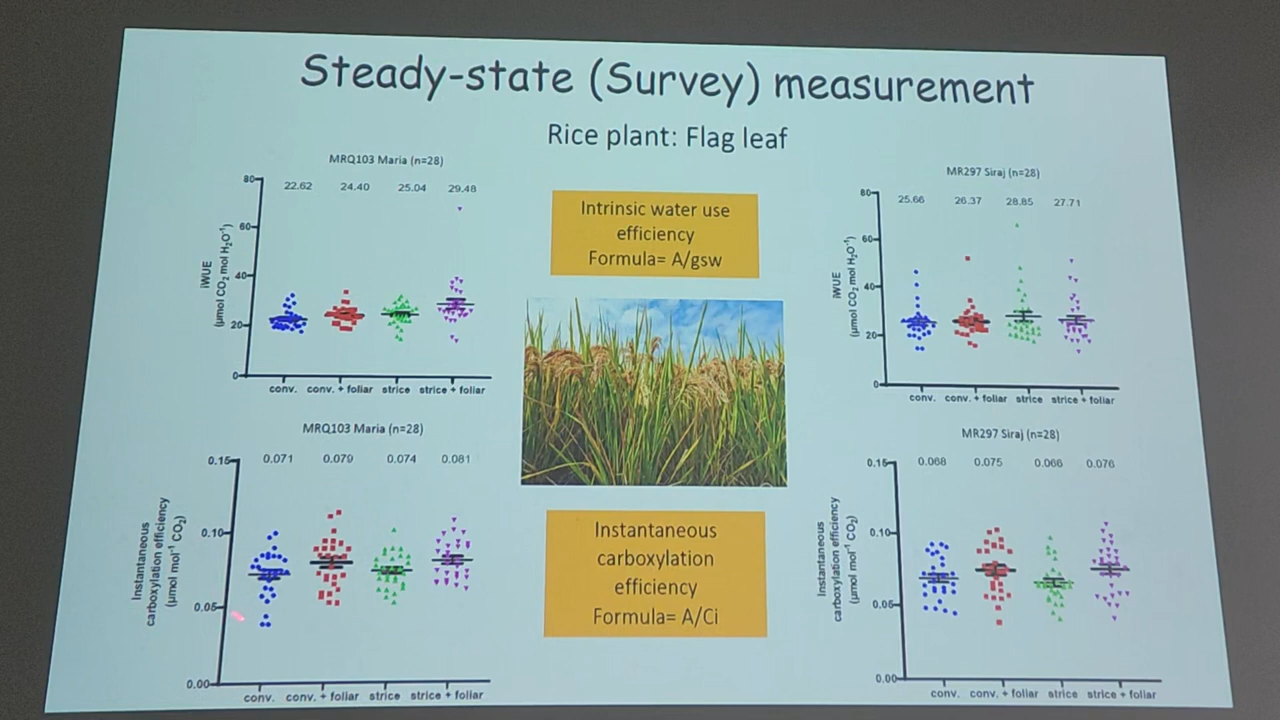 Steady-state (Survey) measurement
Rice plant: Flag leaf
MRQ103 Maria (n=28)
80
22.62 24.40 25.04 29.48
60
40
20
0
iWUE
(µmol CO2 mol H2O-1)
conv. conv. + foliar strice strice + foliar
Intrinsic water use
efficiency
Formula= A/gsw
MR297 Siraj (n=28)
80
25.66 26.37 28.85 27.71
60
40
20
0
iWUE
(µmol CO2 mol H2O-1)
conv. conv. + foliar strice strice + foliar
MRQ103 Maria (n=28)
0.15
0.071 0.079 0.074 0.081
0.10
0.05
0.00
Instantaneous
carboxylation efficiency
(µmol mol-1 CO2)
conv. conv. + foliar strice strice + foliar
Instantaneous
carboxylation
efficiency
Formula= A/Ci
MR297 Siraj (n=28)
0.15
0.068 0.075 0.066 0.076
0.10
0.05
0.00
Instantaneous
carboxylation efficiency
(µmol mol-1 CO2)
conv. conv. + foliar strice strice + foliar